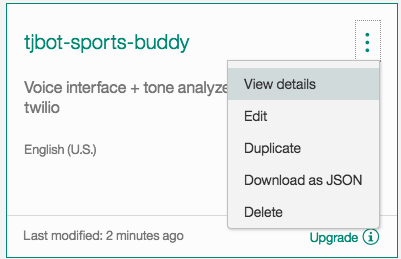 tjbot-sports-buddy
Voice interface + tone analyze
twilio
English (U.S.)
View details
Edit
Duplicate
Download as JSON
Delete
Last modified: 2 minutes ago
Upgrade